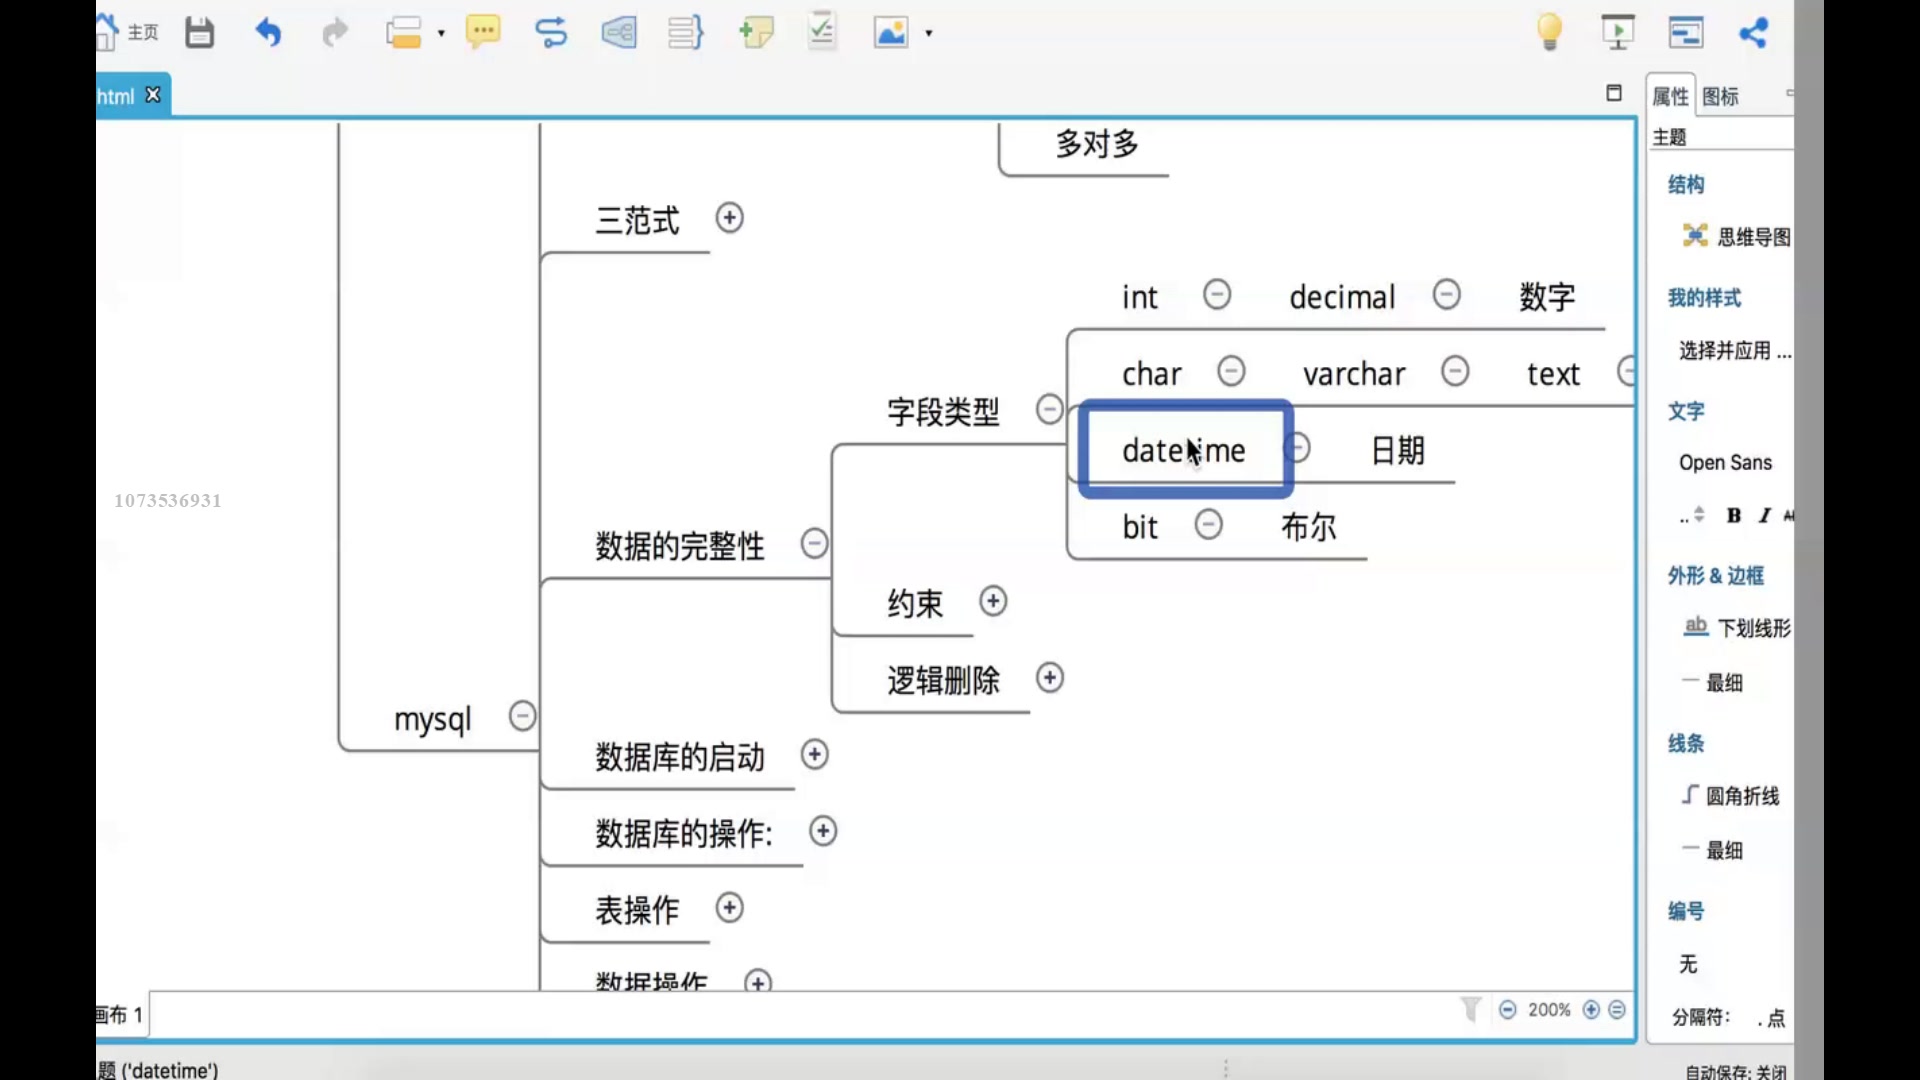 主页
html
属性 图标
主题
多对多
结构
三范式
思维导图
int decimal 数字
我的样式
选择并应用 ...
char varchar text
字段类型
文字
datetime 日期
Open Sans
1073536931
.. B I
bit 布尔
数据的完整性
外形 & 边框
约束
ab 下划线形
逻辑删除
最细
mysql
线条
数据库的启动
圆角折线
数据库的操作:
最细
表操作
编号
无
数据操作
画布 1
200%
分隔符: . 点
题 ('datetime')
自动保存: 关闭